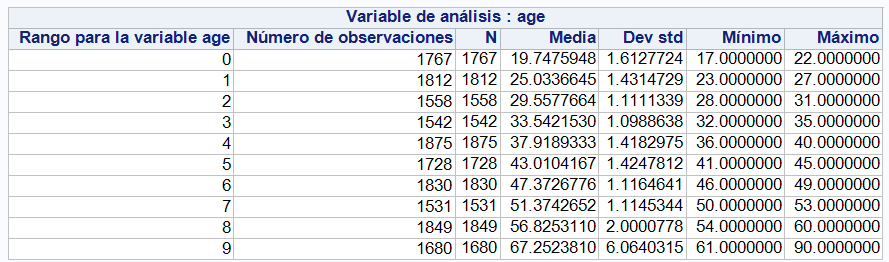 Variable de análisis : age
Rango para la variable age Número de observaciones N Media Dev std Mínimo Máximo
0 1767 1767 19.7475948 1.6127724 17.0000000 22.0000000
1 1812 1812 25.0336645 1.4314729 23.0000000 27.0000000
2 1558 1558 29.5577664 1.1111339 28.0000000 31.0000000
3 1542 1542 33.5421530 1.0988638 32.0000000 35.0000000
4 1875 1875 37.9189333 1.4182975 36.0000000 40.0000000
5 1728 1728 43.0104167 1.4247812 41.0000000 45.0000000
6 1830 1830 47.3726776 1.1164641 46.0000000 49.0000000
7 1531 1531 51.3742652 1.1145344 50.0000000 53.0000000
8 1849 1849 56.8253110 2.0000778 54.0000000 60.0000000
9 1680 1680 67.2523810 6.0640315 61.0000000 90.0000000